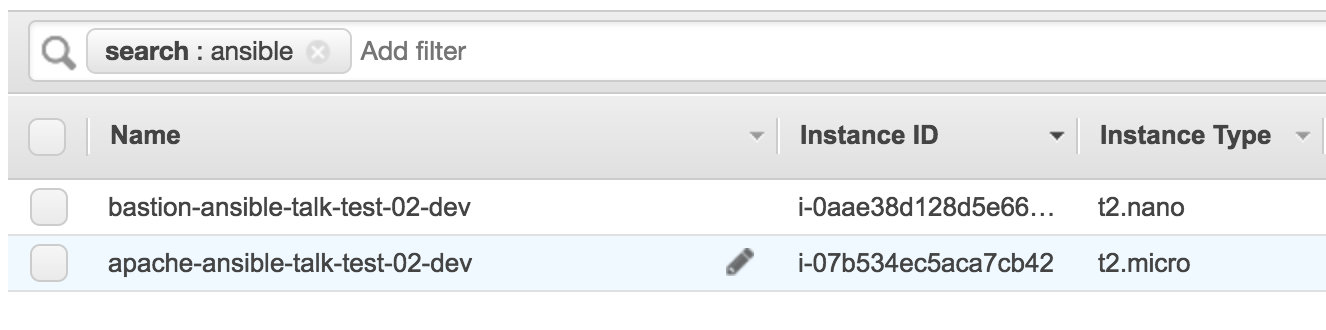 search : ansible Add filter
Name Instance ID Instance Type
bastion-ansible-talk-test-02-dev i-0aae38d128d5e66… t2.nano
apache-ansible-talk-test-02-dev i-07b534ec5aca7cb42 t2.micro